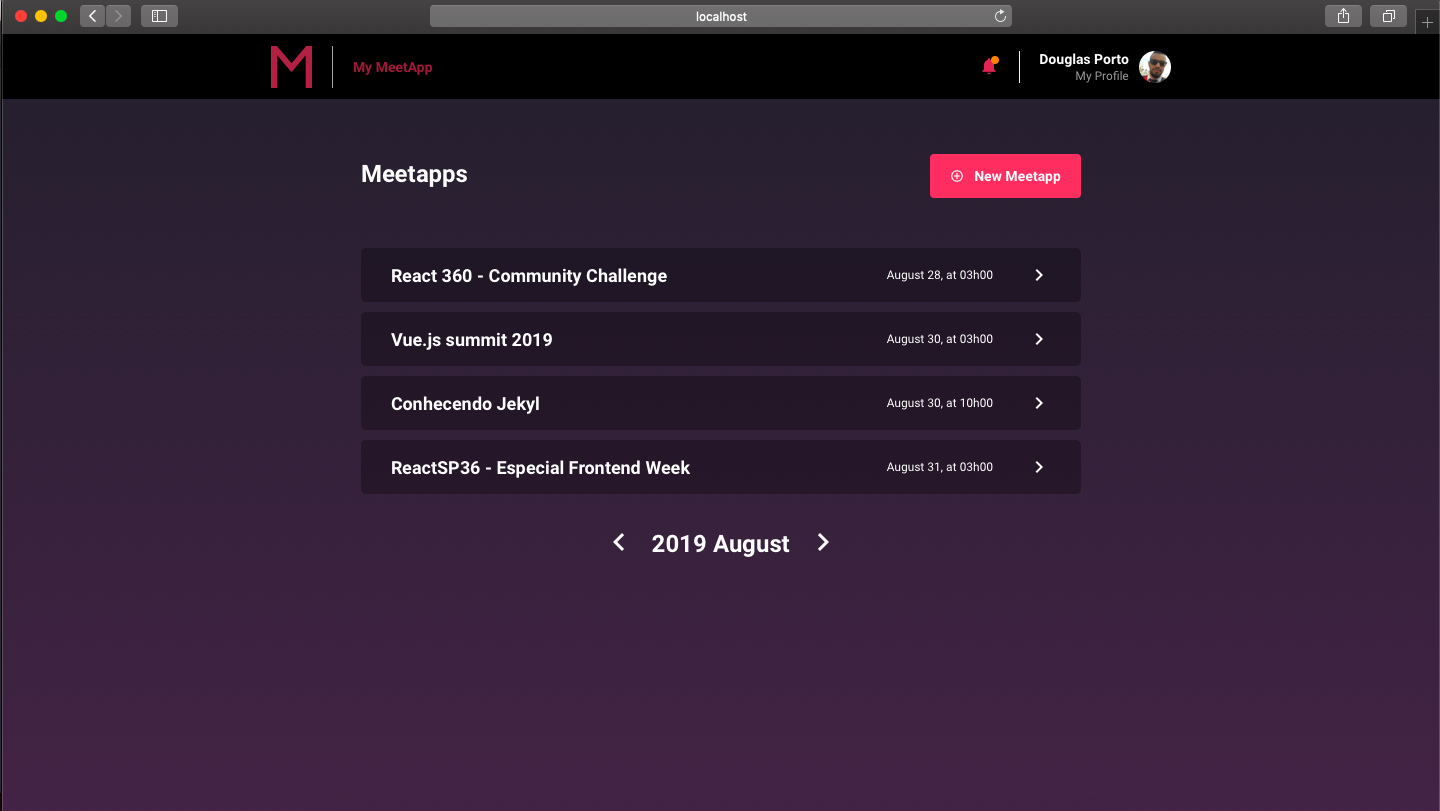 localhost
M My MeetApp
Douglas Porto
My Profile
Meetapps
New Meetapp
React 360 - Community Challenge August 28, at 03h00
Vue.js summit 2019 August 30, at 03h00
Conhecendo Jekyl August 30, at 10h00
ReactSP36 - Especial Frontend Week August 31, at 03h00
2019 August